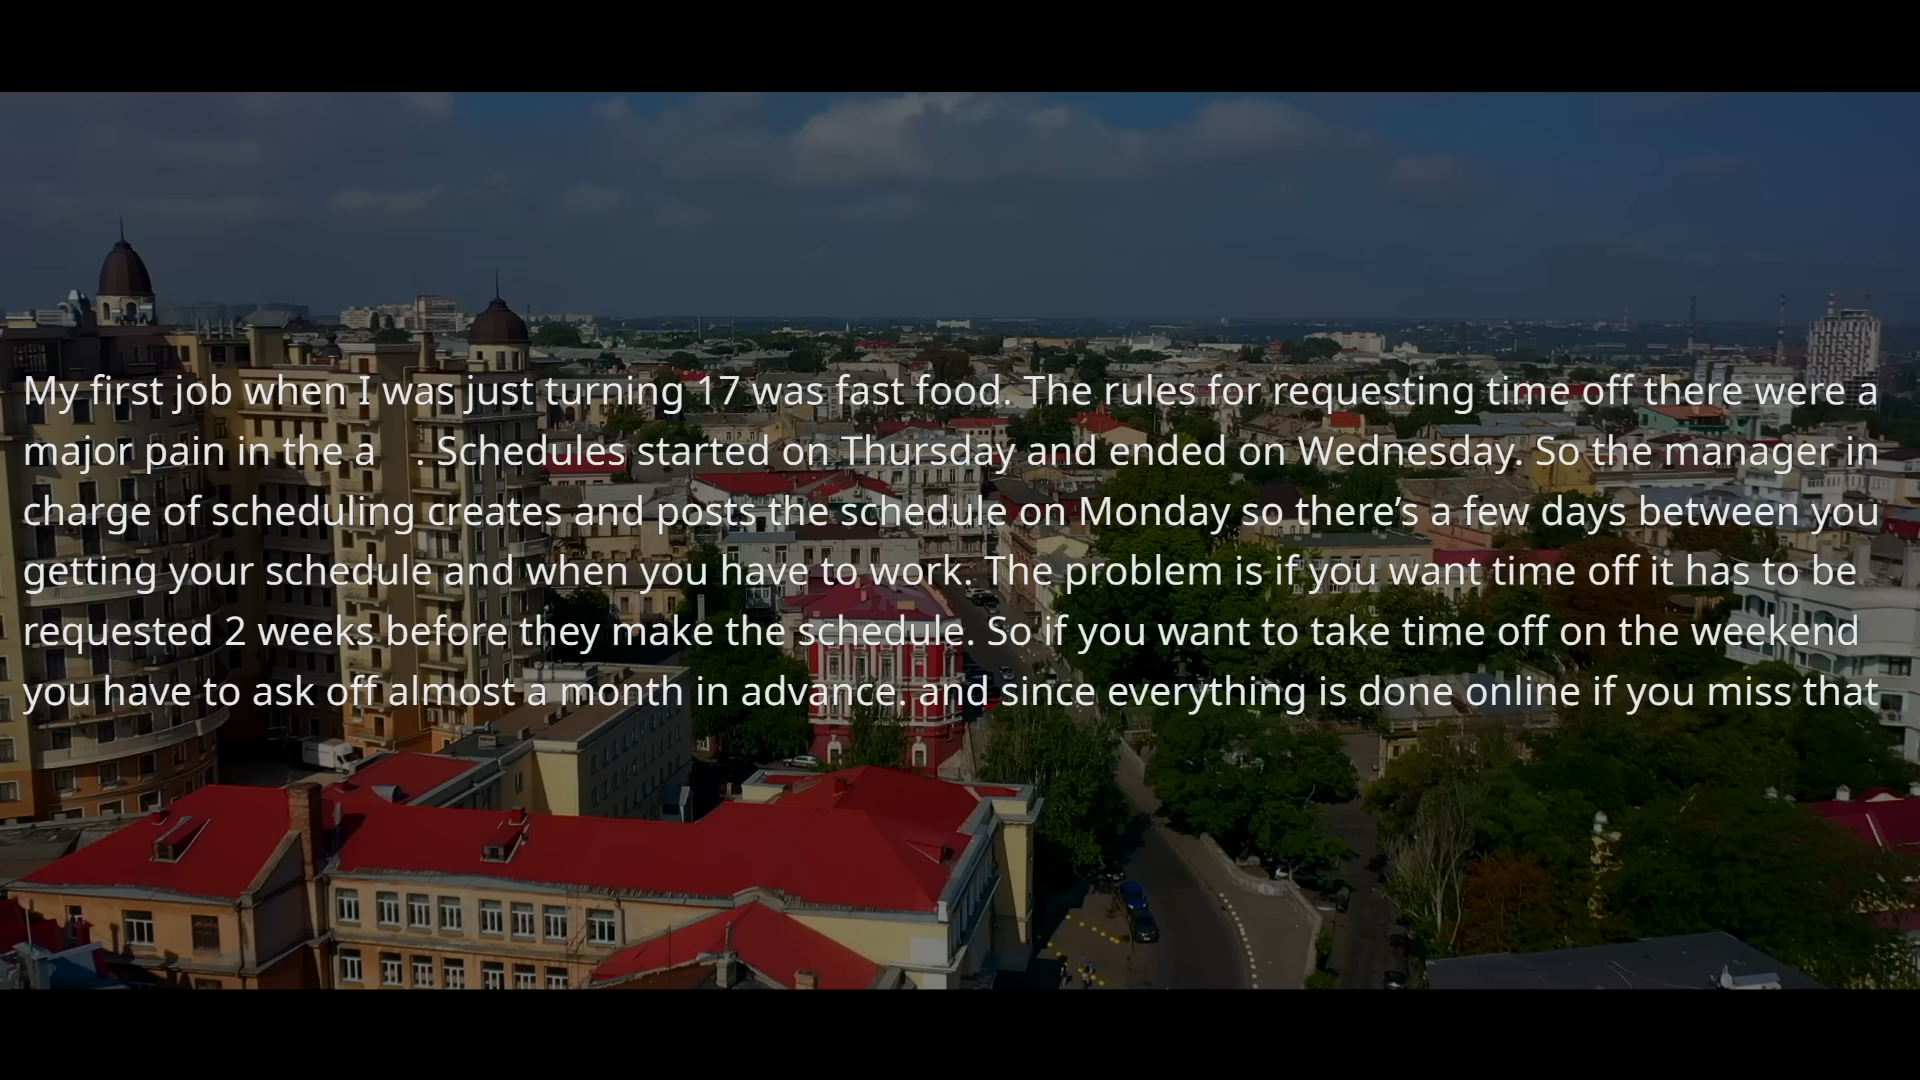 My first job when I was just turning 17 was fast food. The rules for requesting time off there were a
major pain in the a   . Schedules started on Thursday and ended on Wednesday. So the manager in
charge of scheduling creates and posts the schedule on Monday so there’s a few days between you
getting your schedule and when you have to work. The problem is if you want time off it has to be
requested 2 weeks before they make the schedule. So if you want to take time off on the weekend
you have to ask off almost a month in advance. and since everything is done online if you miss that